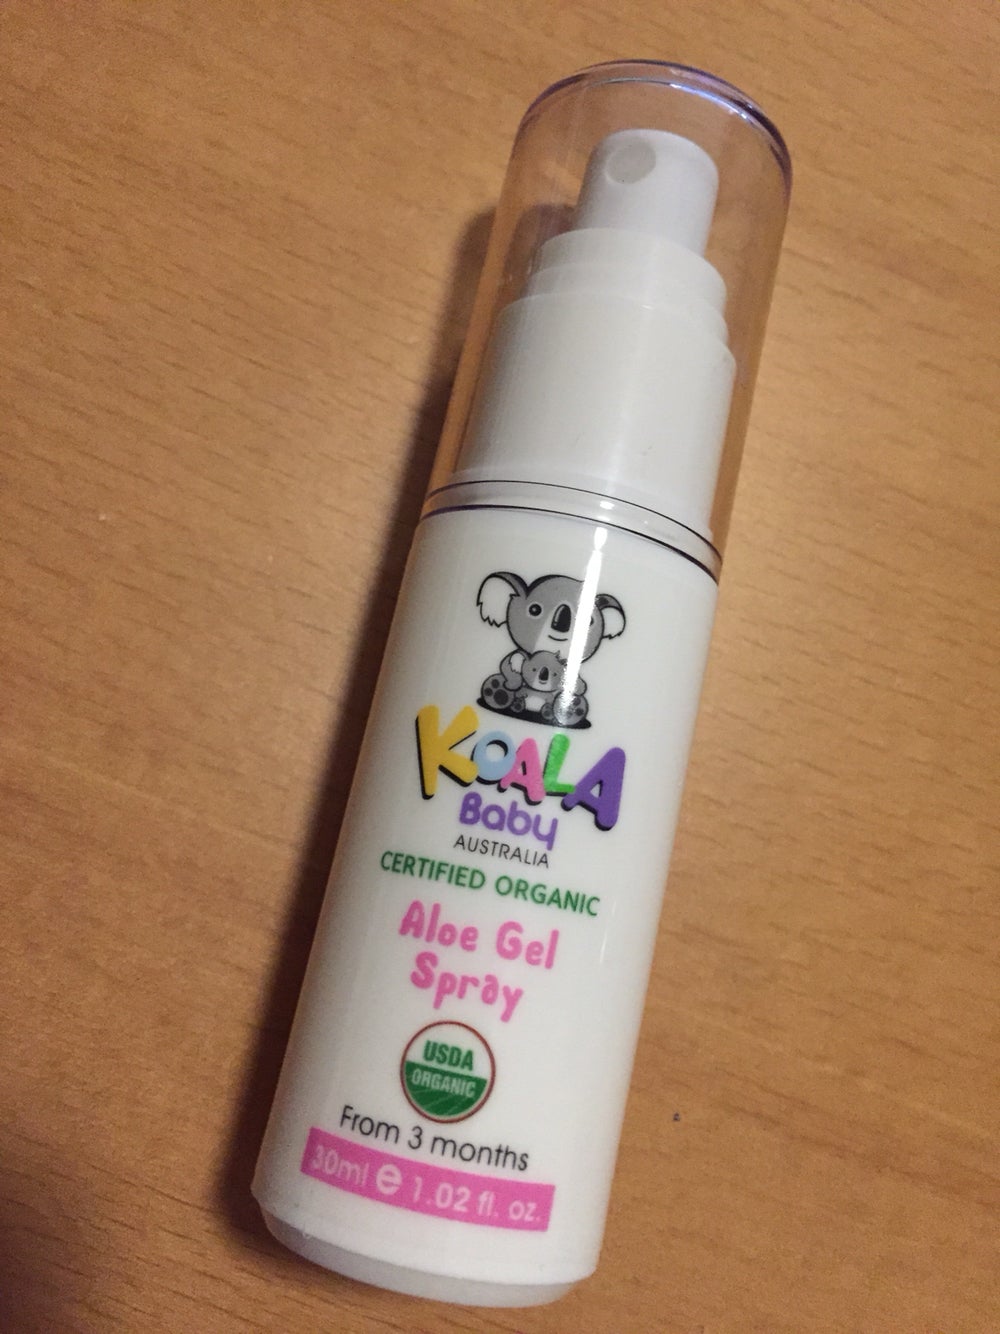 KOALA
Baby
AUSTRALIA
CERTIFIED ORGANIC
Aloe Gel
Spray
USDA
ORGANIC
From 3 months
30ml e 1.02 fl. oz.